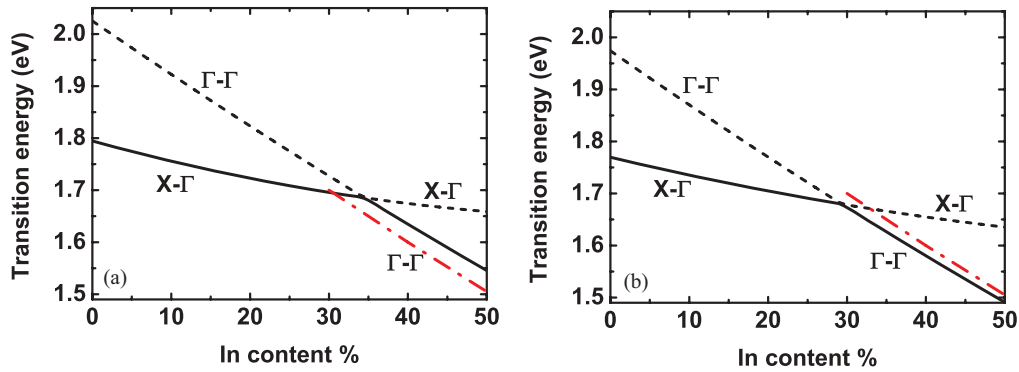 Transition energy (eV)
2.0
1.9
1.8
1.7
1.6
1.5
Γ-Γ
X-Γ
X-Γ
Γ-Γ
(a)
0 10 20 30 40 50
In content %
Transition energy (eV)
2.0
1.9
1.8
1.7
1.6
1.5
Γ-Γ
X-Γ
X-Γ
Γ-Γ
(b)
0 10 20 30 40 50
In content %